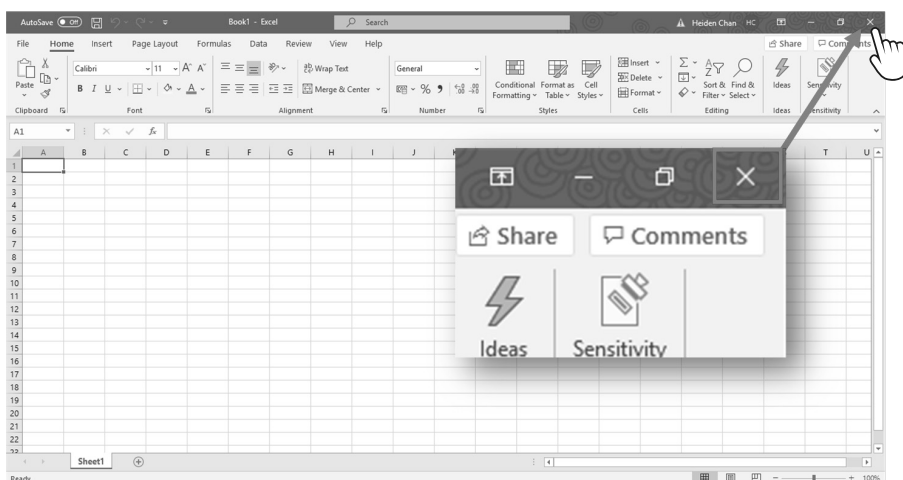 AutoSave Off Book1 - Excel Search Heiden Chan HC
File Home Insert Page Layout Formulas Data Review View Help Share Comments
Paste Calibri 11 A A Wrap Text General Conditional Formatting Format as Table Cell Styles Insert Σ Sort & Filter Find & Select Ideas Sensitivity
B I U A Merge & Center % Delete
Format
Clipboard Font Alignment Number Styles Cells Editing Ideas Sensitivity
A1 fx
A B C D E F G H I J K T U
1
2
3
4
5
6
7
8
9
10
11
12
13
14
15
16
17
18
19
20
21
22
23
Share Comments
Ideas Sensitivity
Sheet1
Ready 100%